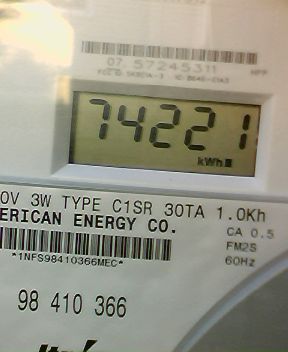 07 57245311
74221
kWh
0V 3W TYPE C1SR 30TA 1.0Kh
ERICAN ENERGY CO.
CA 0.5
FM2S
60Hz
*1NFS98410366MEC*
98 410 366